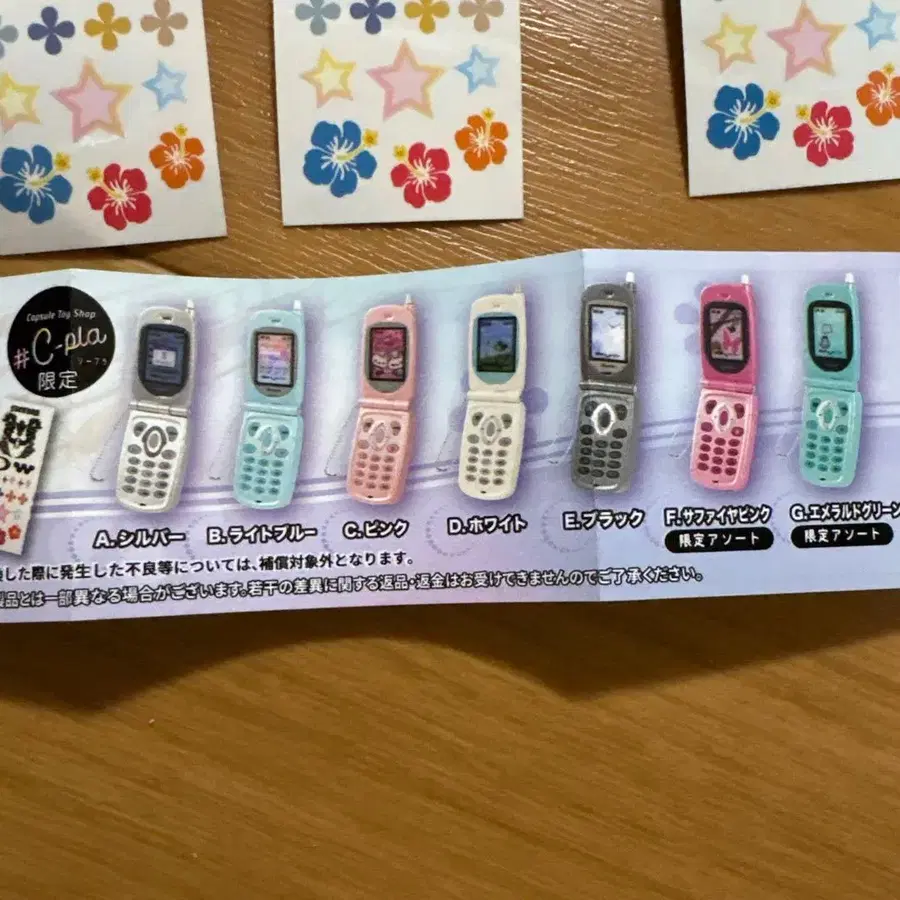 Capsule Toy Shop
#C-pla
シープラ
限定
A.シルバー
B.ライトブルー
C.ピンク
D.ホワイト
E.ブラック
F.サファイヤピンク
限定アソート
G.エメラルドグリーン
限定アソート
した際に発生した不良等については、補償対象外となります。
製品とは一部異なる場合がございます。若干の差異に関する返品・返金はお受けできませんのでご了承ください。